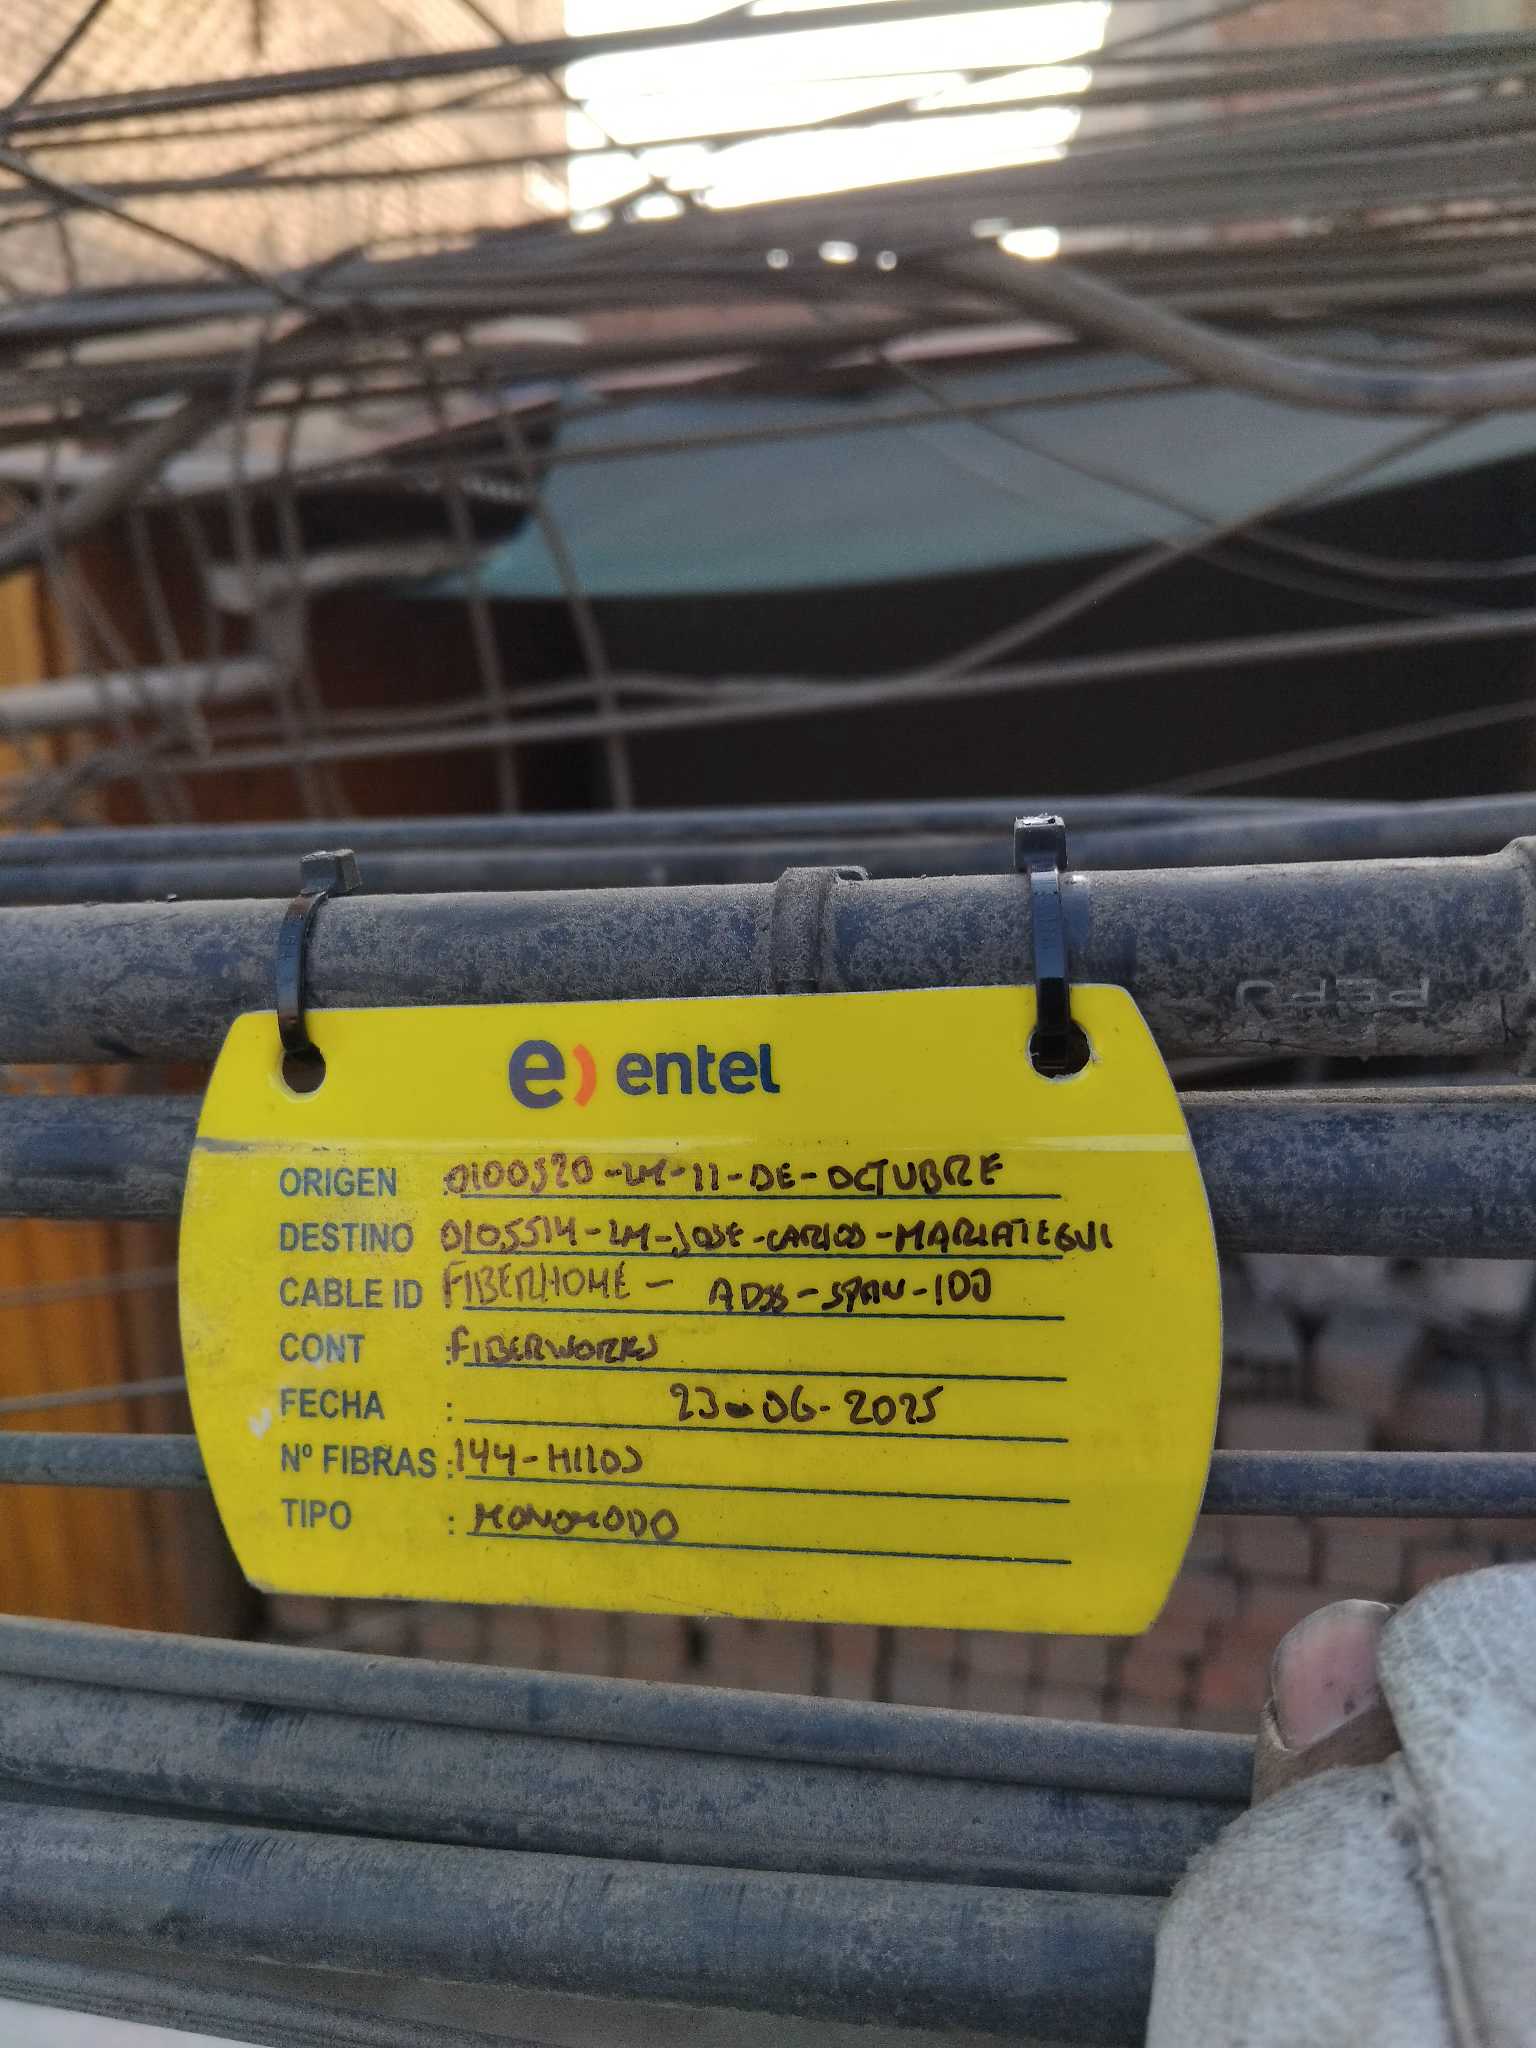 e) entel
ORIGEN : 0100520-LM-11-DE-OCTUBRE
DESTINO 0105514-LM-JOSE-CARLOS-MARIATEGUI
CABLE ID FIBERHOME - ADSS-SPAN-100
CONT : FIBERWORKS
FECHA : 23-06-2025
Nº FIBRAS : 144-HILOS
TIPO : MONOMODO